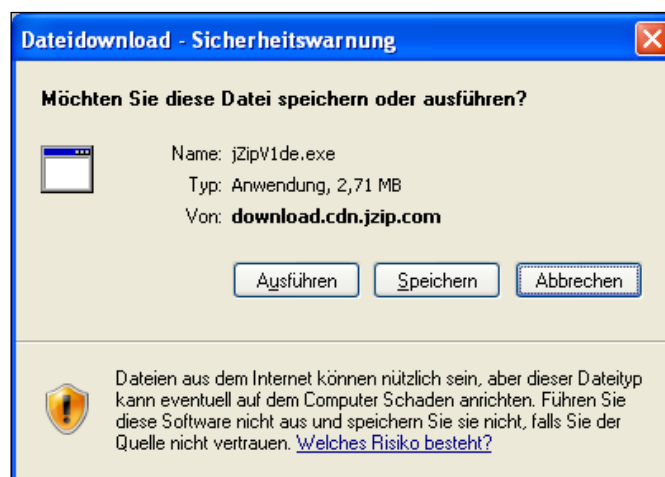 Dateidownload - Sicherheitswarnung
Möchten Sie diese Datei speichern oder ausführen?
Name: jZipV1de.exe
Typ: Anwendung, 2,71 MB
Von: download.cdn.jzip.com
Ausführen
Speichern
Abbrechen
Dateien aus dem Internet können nützlich sein, aber dieser Dateityp
kann eventuell auf dem Computer Schaden anrichten. Führen Sie
diese Software nicht aus und speichern Sie sie nicht, falls Sie der
Quelle nicht vertrauen. Welches Risiko besteht?